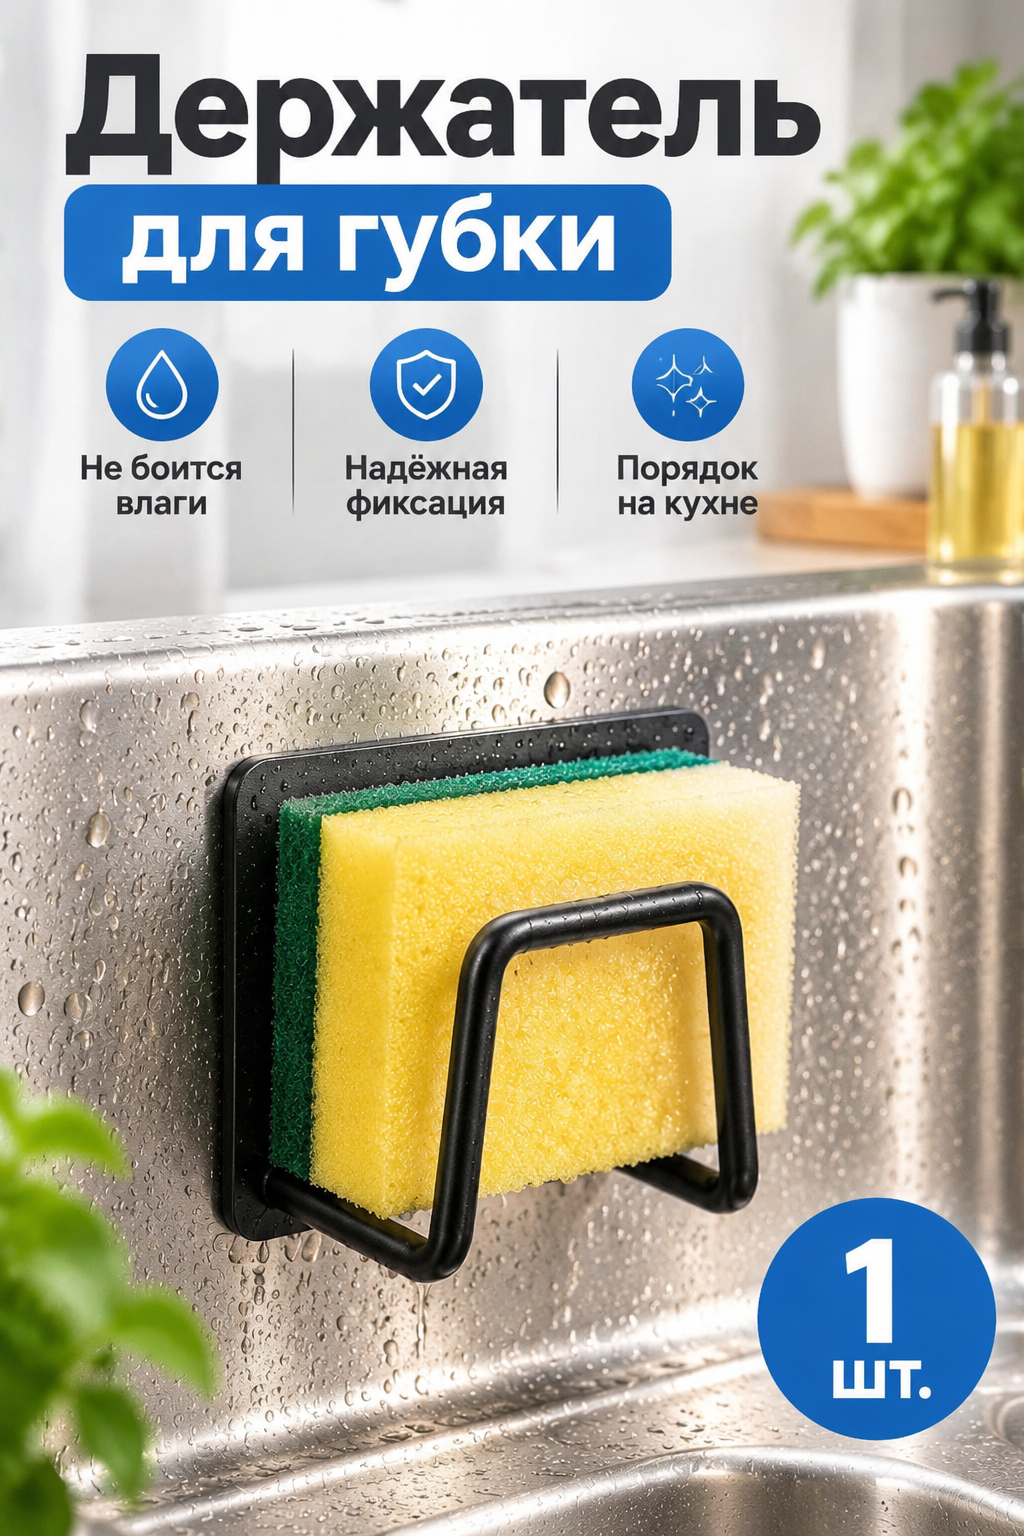 Держатель
для губки
Не боится
влаги
Надёжная
фиксация
Порядок
на кухне
1
шт.